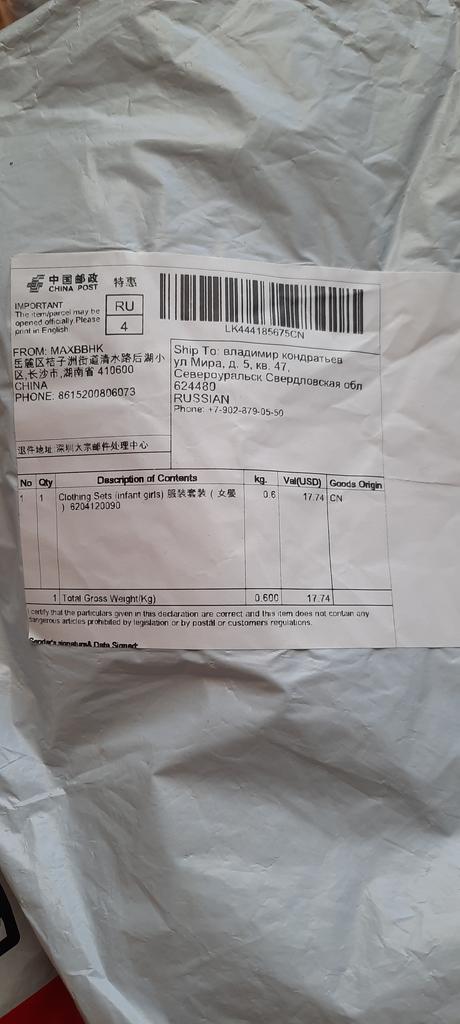 中国邮政 特惠
CHINA POST
IMPORTANT
The item/parcel may be
opened officially. Please
print in English
RU
4
LK444185675CN
FROM: MAXBBHK
岳麓区桔子洲街道清水路后湖小
区,长沙市,湖南省 410600
CHINA
PHONE: 8615200806073
退件地址:深圳大宗邮件处理中心
Ship To: владимир кондратьев
ул Мира, д. 5, кв. 47,
Североуральск Свердловская обл
624480
RUSSIAN
Phone: +7-902-879-05-50
No Qty Description of Contents kg. Val(USD) Goods Origin
1 1 Clothing Sets (infant girls) 服装套装 ( 女婴 0.6 17.74 CN
) 6204120090
1 Total Gross Weight(Kg) 0.600 17.74
I certify that the particulars given in this declaration are correct and this item does not contain any
dangerous articles prohibited by legislation or by postal or customers regulations.
Sender's signature& Data Signed: